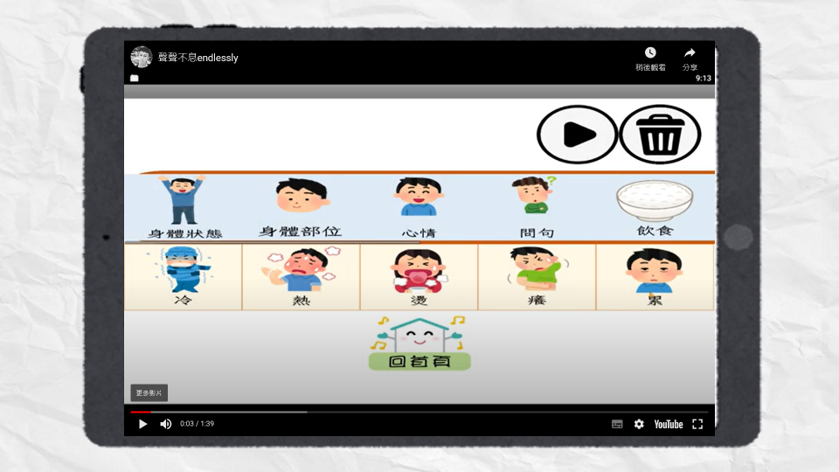 聲聲不息endlessly
稍後觀看
分享
9:13
身體狀態
身體部位
心情
問句
飲食
冷
熱
燙
癢
累
回首頁
更多影片
0:03 / 1:39
YouTube